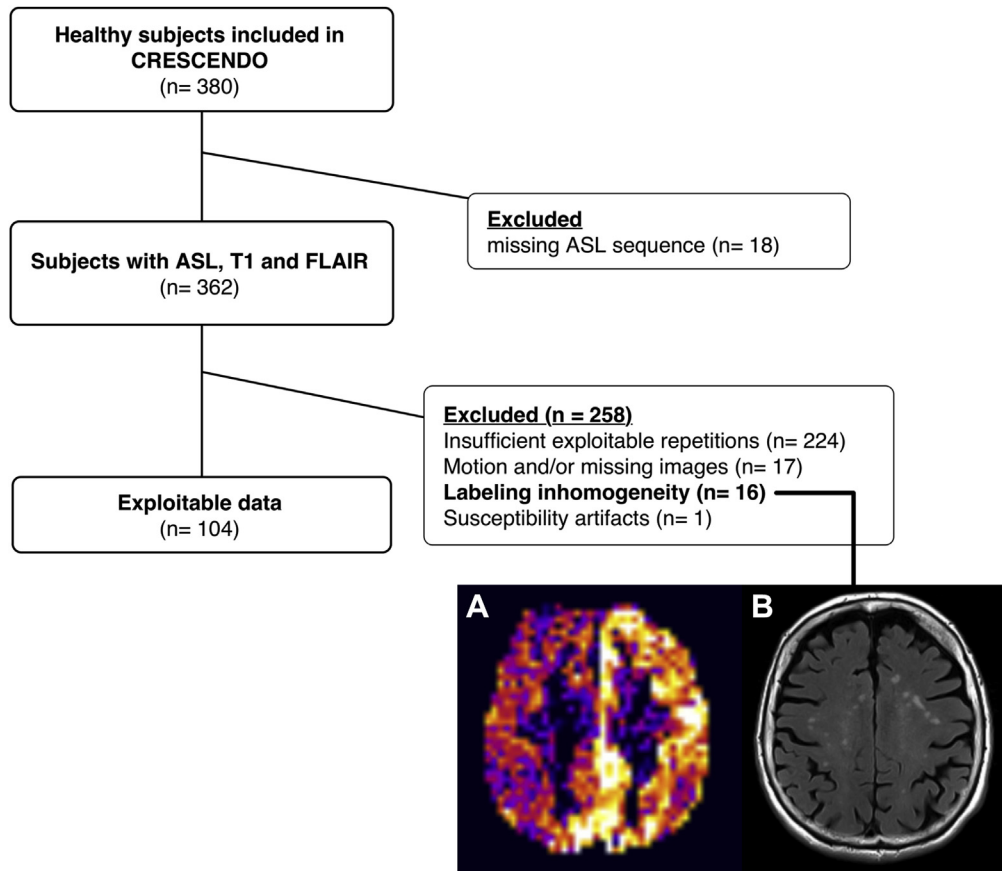 Healthy subjects included in
CRESCENDO
(n= 380)
Excluded
missing ASL sequence (n= 18)
Subjects with ASL, T1 and FLAIR
(n= 362)
Excluded (n = 258)
Insufficient exploitable repetitions (n= 224)
Motion and/or missing images (n= 17)
Labeling inhomogeneity (n= 16)
Susceptibility artifacts (n= 1)
Exploitable data
(n= 104)
A
B